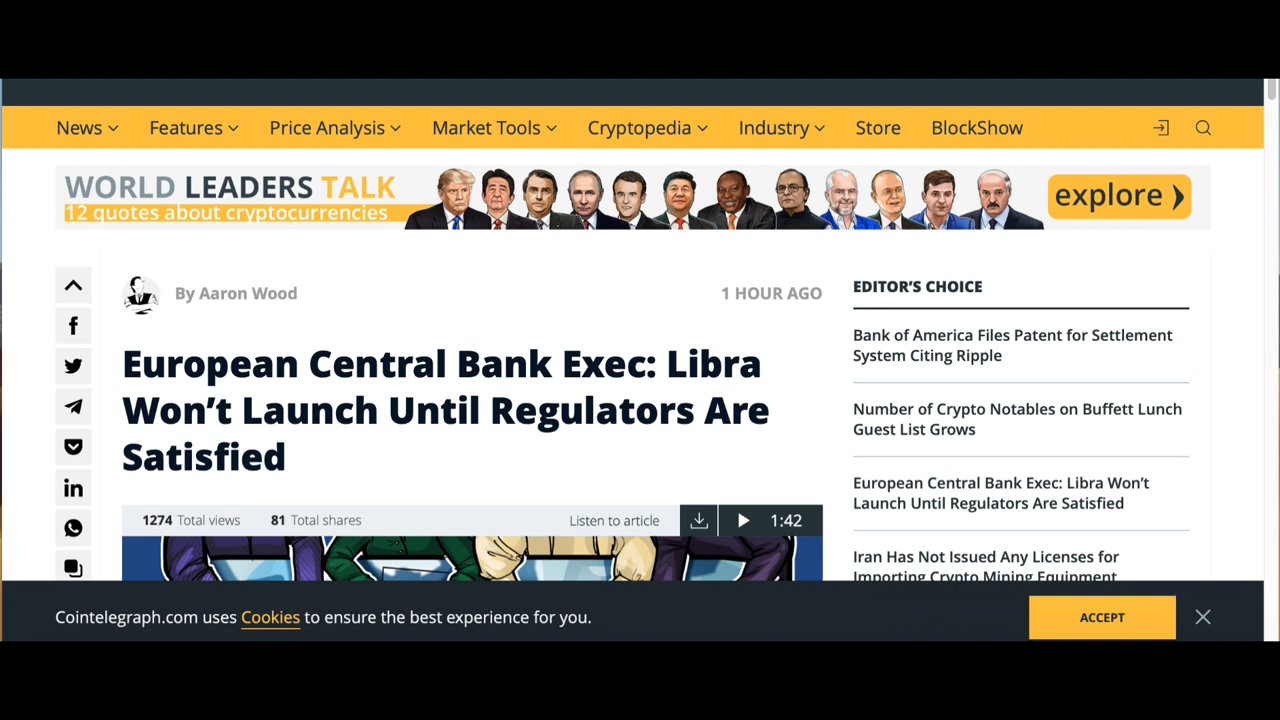 News Features Price Analysis Market Tools Cryptopedia Industry Store BlockShow
WORLD LEADERS TALK
12 quotes about cryptocurrencies
explore
By Aaron Wood
1 HOUR AGO
European Central Bank Exec: Libra
Won’t Launch Until Regulators Are
Satisfied
1274 Total views 81 Total shares Listen to article 1:42
EDITOR’S CHOICE
Bank of America Files Patent for Settlement
System Citing Ripple
Number of Crypto Notables on Buffett Lunch
Guest List Grows
European Central Bank Exec: Libra Won’t
Launch Until Regulators Are Satisfied
Iran Has Not Issued Any Licenses for
Importing Crypto Mining Equipment
Cointelegraph.com uses Cookies to ensure the best experience for you.
ACCEPT